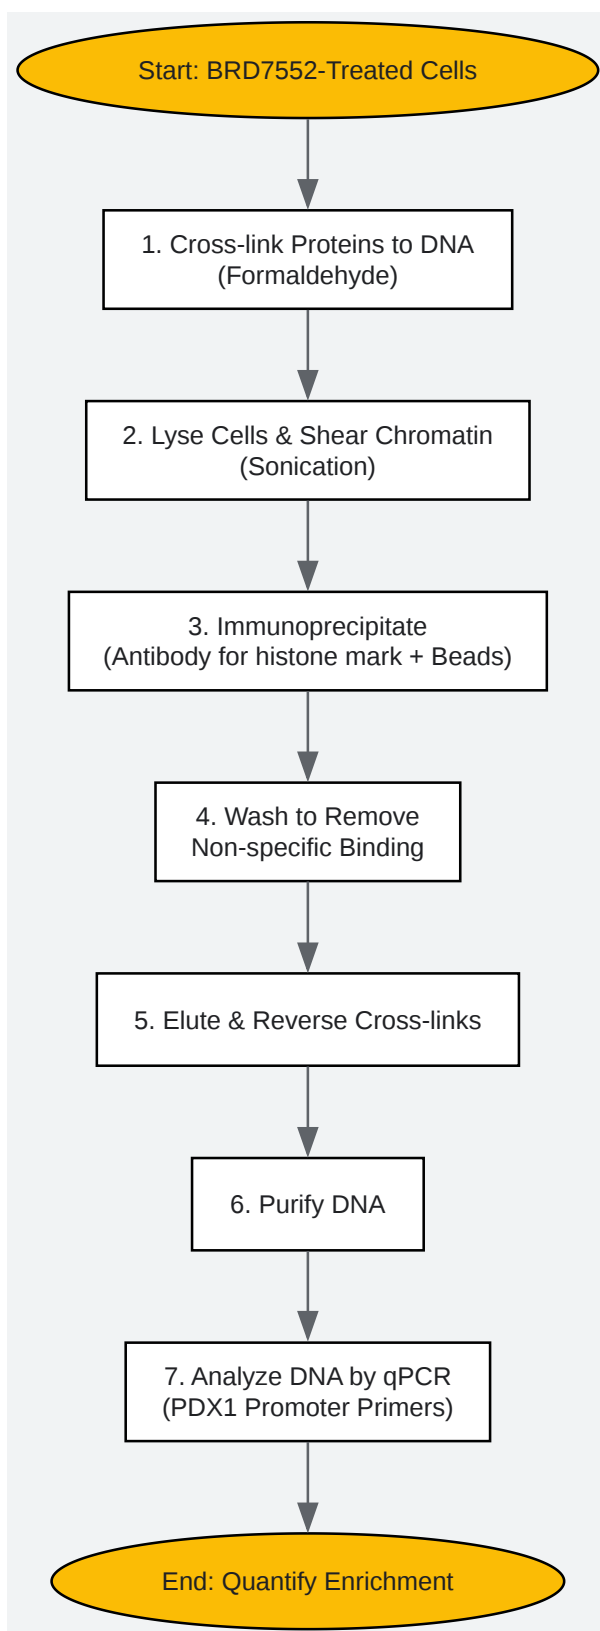 Start: BRD7552-Treated Cells
1. Cross-link Proteins to DNA
(Formaldehyde)
2. Lyse Cells & Shear Chromatin
(Sonication)
3. Immunoprecipitate
(Antibody for histone mark + Beads)
4. Wash to Remove
Non-specific Binding
5. Elute & Reverse Cross-links
6. Purify DNA
7. Analyze DNA by qPCR
(PDX1 Promoter Primers)
End: Quantify Enrichment